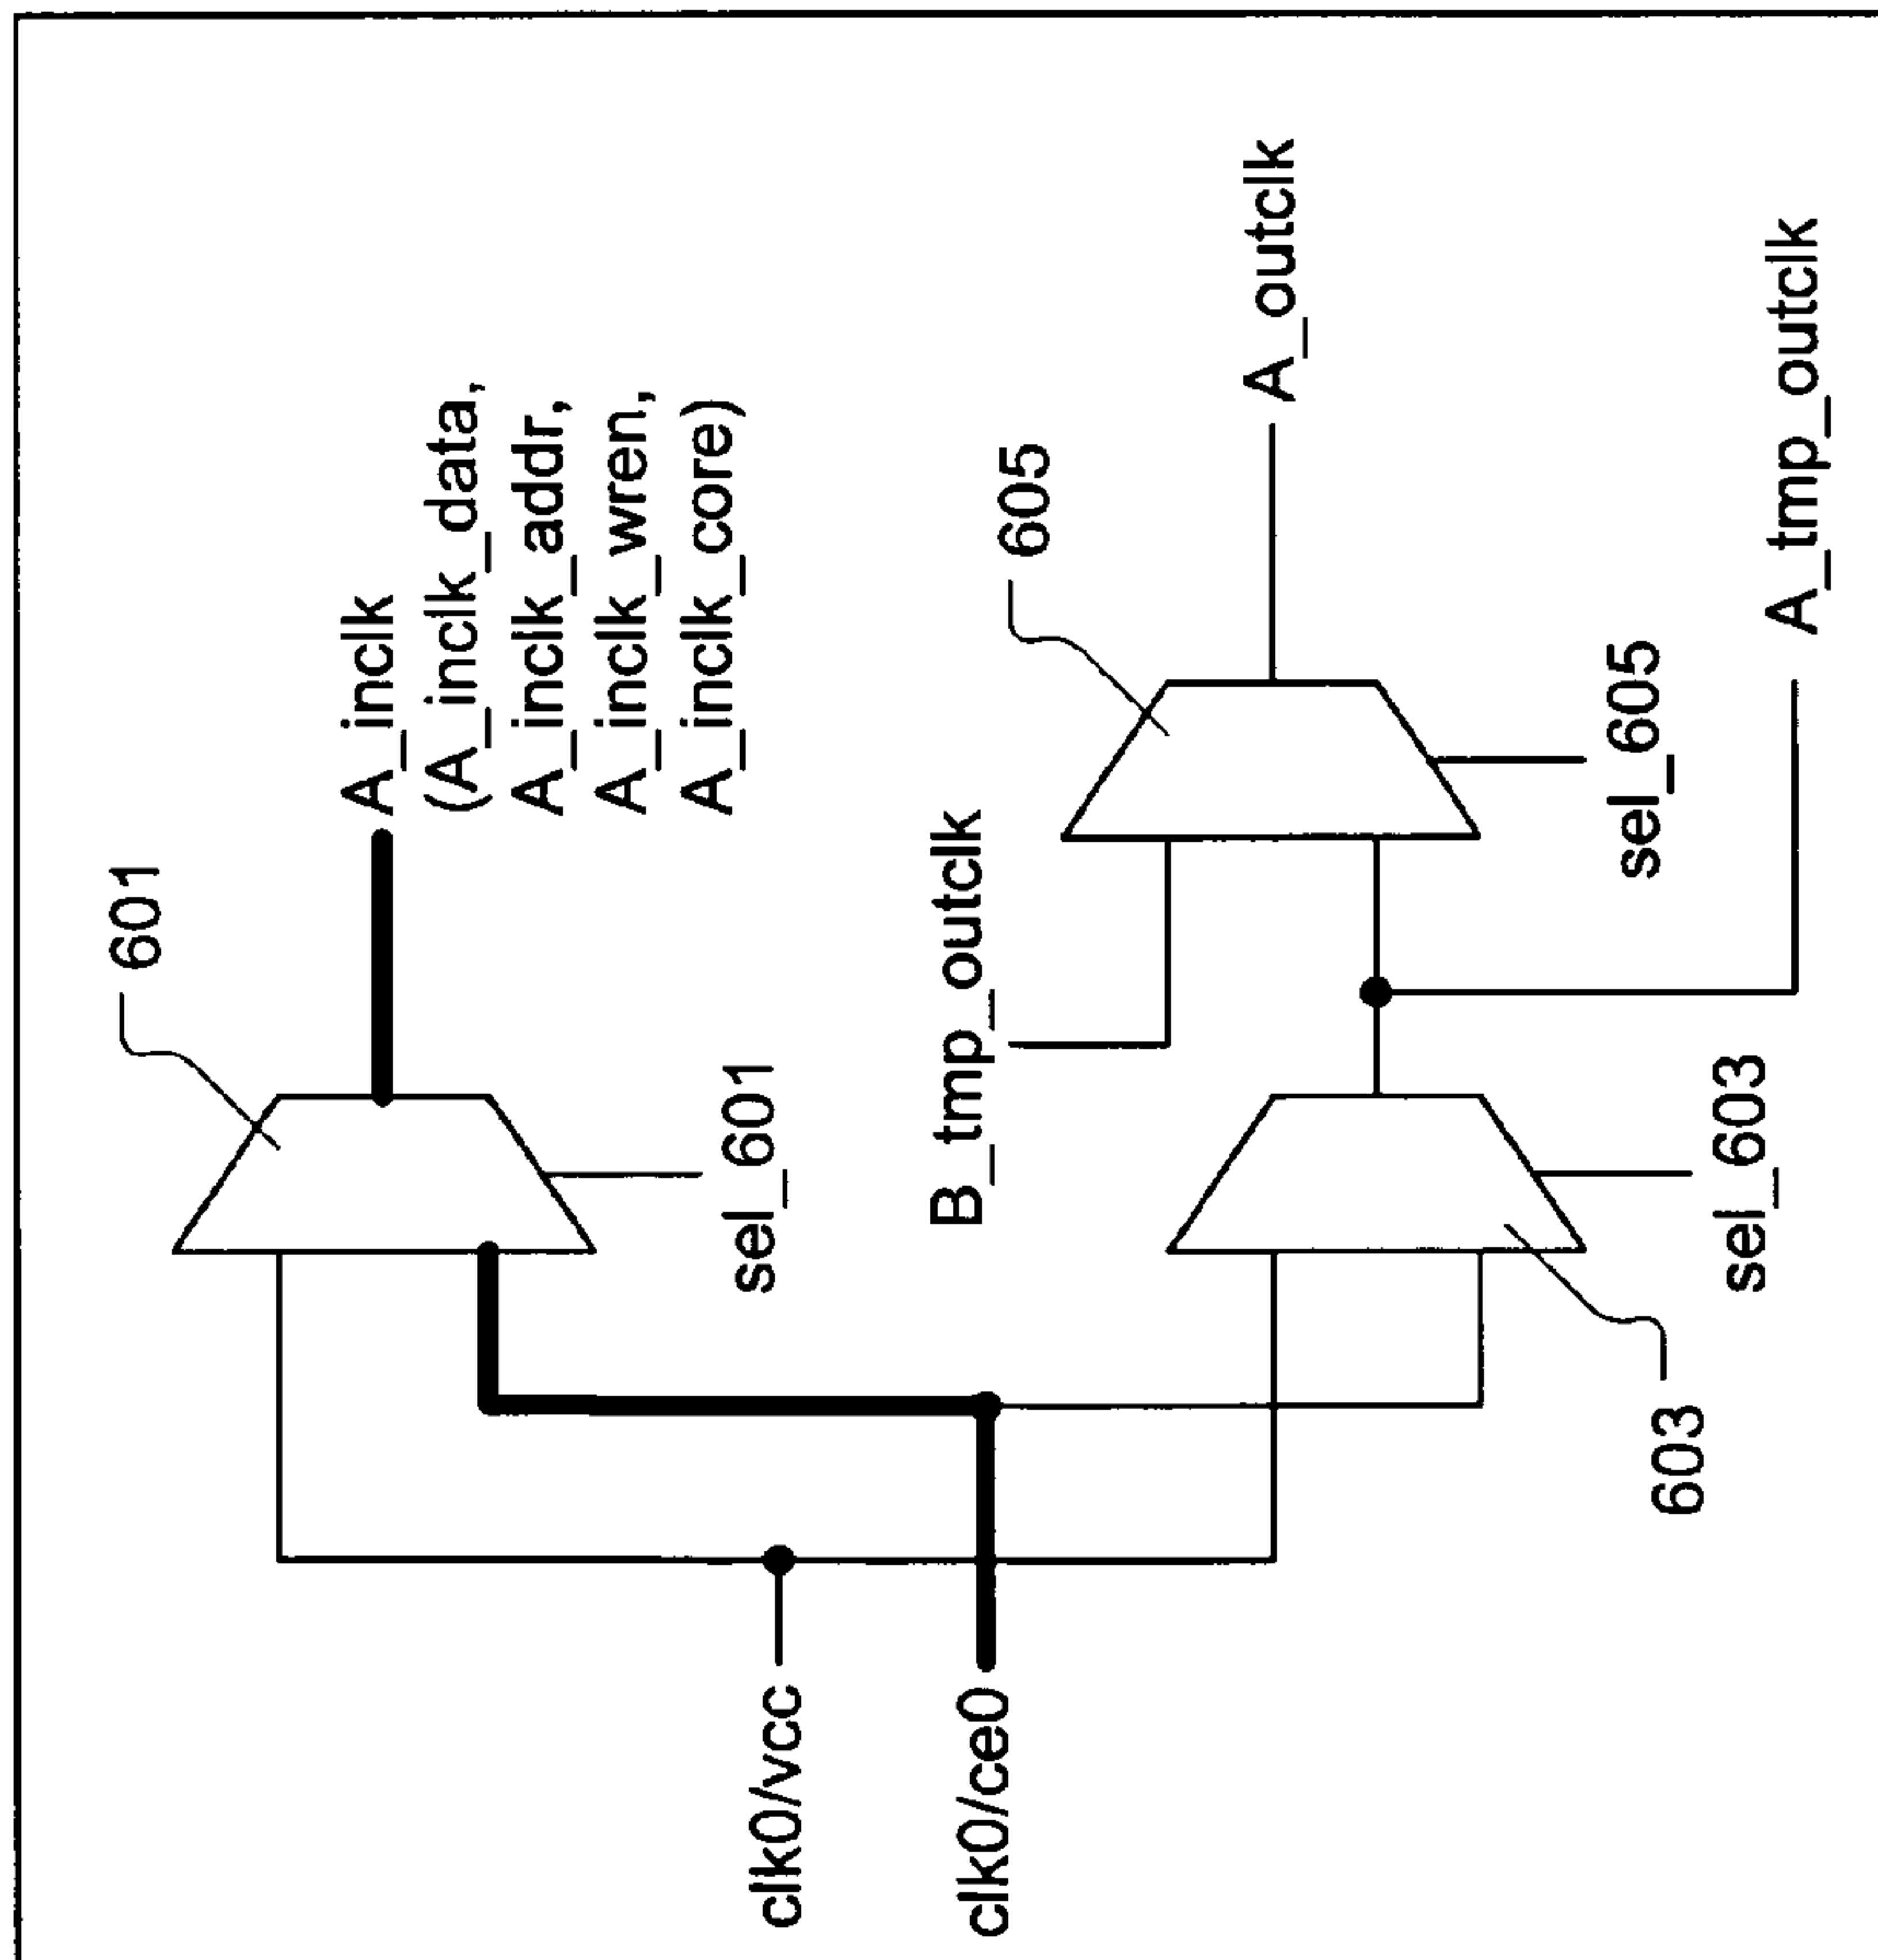 601
A_inclk
(A_inclk_data,
A_inclk_addr,
A_inclk_wren,
A_inclk_core)
sel_601
clk0/vcc
clk0/ce0
B_tmp_outclk
605
A_outclk
sel_605
603
sel_603
A_tmp_outclk